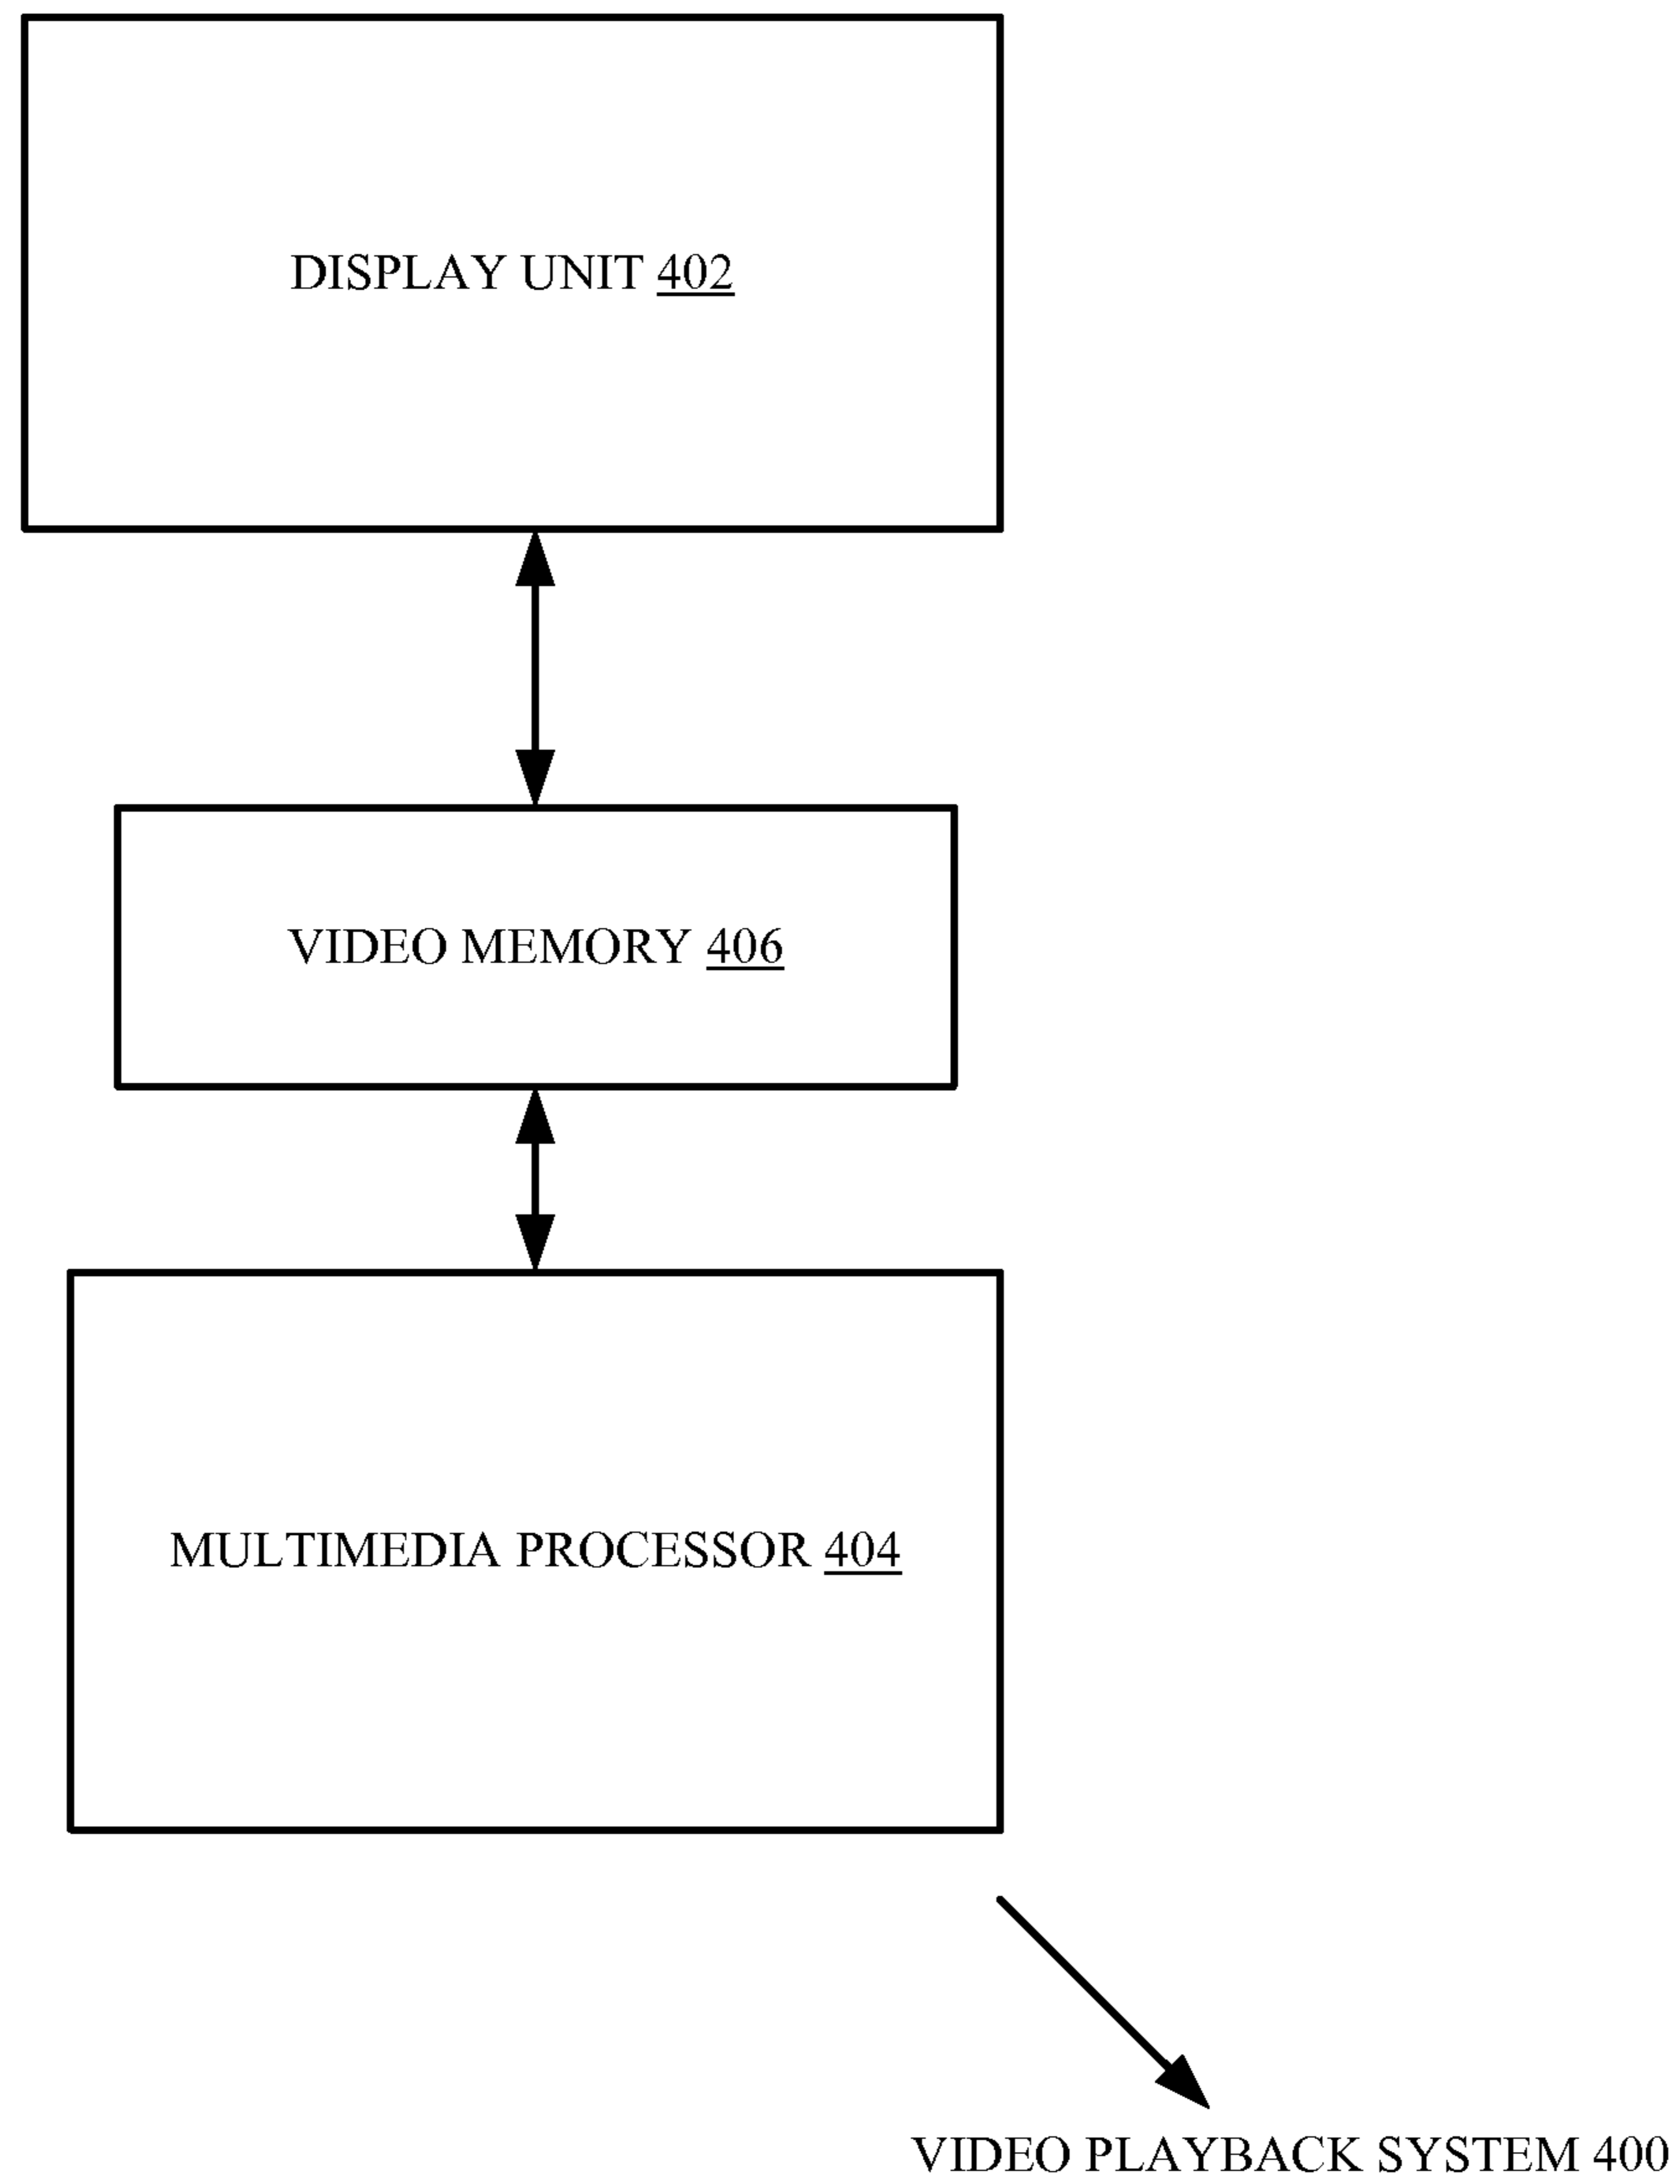 DISPLAY UNIT 402
VIDEO MEMORY 406
MULTIMEDIA PROCESSOR 404
VIDEO PLAYBACK SYSTEM 400